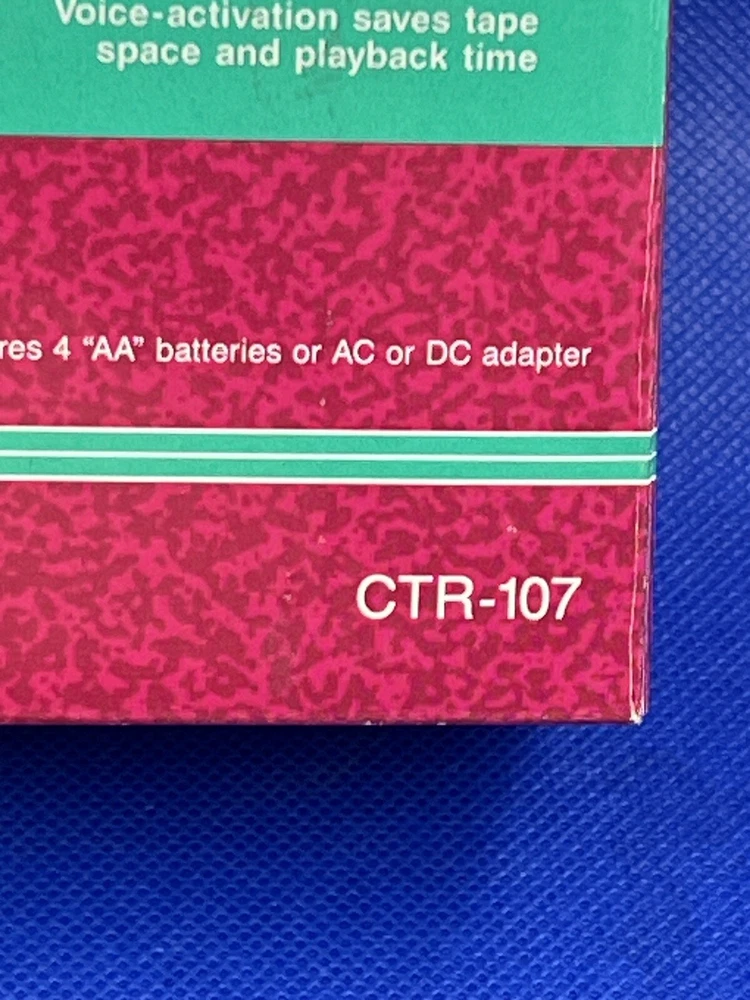 Voice-activation saves tape
space and playback time
res 4 “AA” batteries or AC or DC adapter
CTR-107